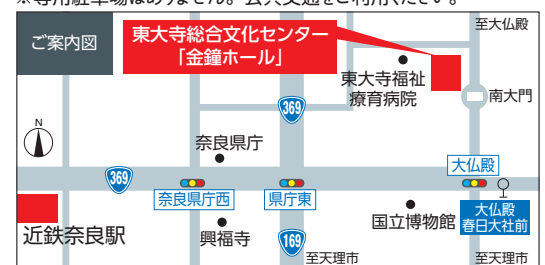 ※専用駐車場はありません。公共交通をご利用ください。
ご案内図
東大寺総合文化センター
「金鐘ホール」
至大仏殿
東大寺福祉
療育病院
南大門
369
N
奈良県庁
大仏殿
369
奈良県庁西
県庁東
近鉄奈良駅
興福寺
169
国立博物館
大仏殿
春日大社前
至天理市
至天理市